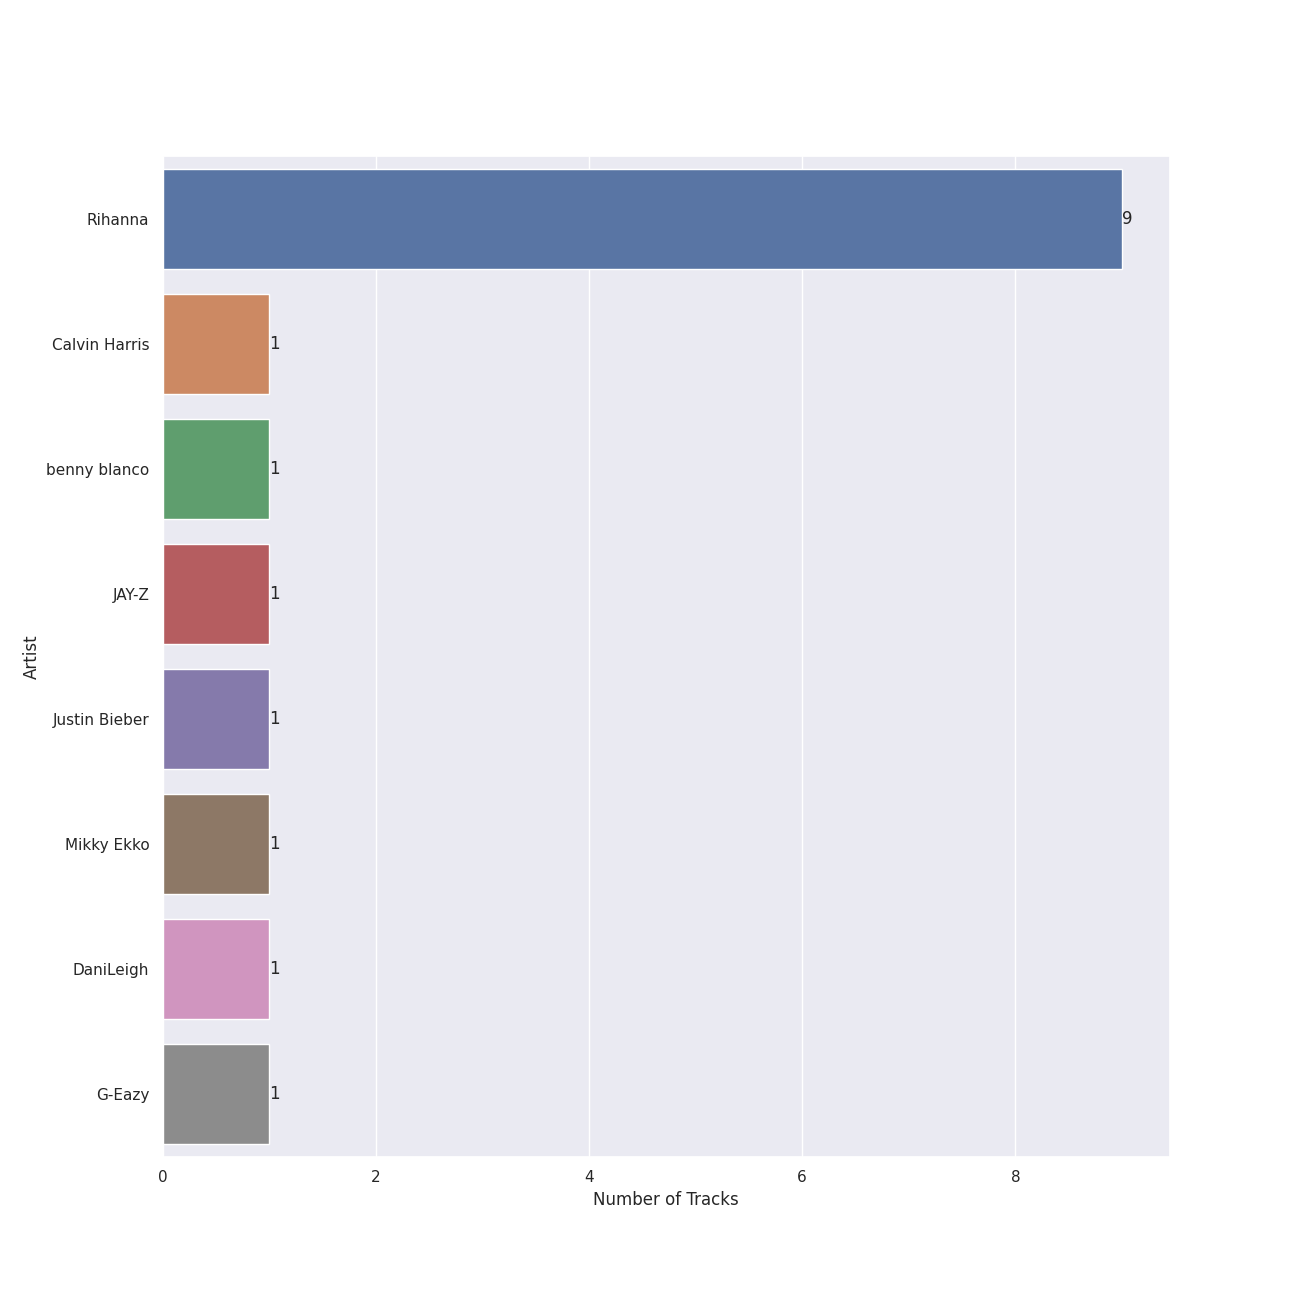 Rihanna
9
Calvin Harris
1
benny blanco
1
JAY-Z
1
Artist
Justin Bieber
1
Mikky Ekko
1
DaniLeigh
1
G-Eazy
1
0 2 4 6 8
Number of Tracks